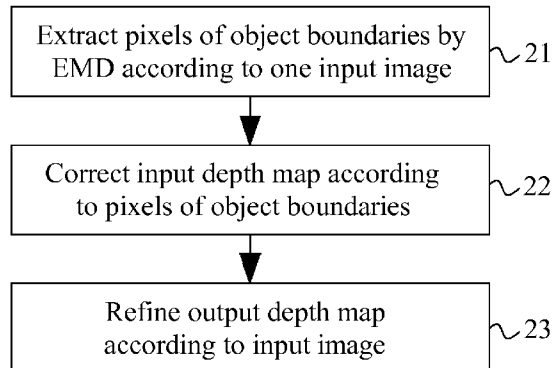 Extract pixels of object boundaries by
EMD according to one input image
21
Correct input depth map according
to pixels of object boundaries
22
Refine output depth map
according to input image
23